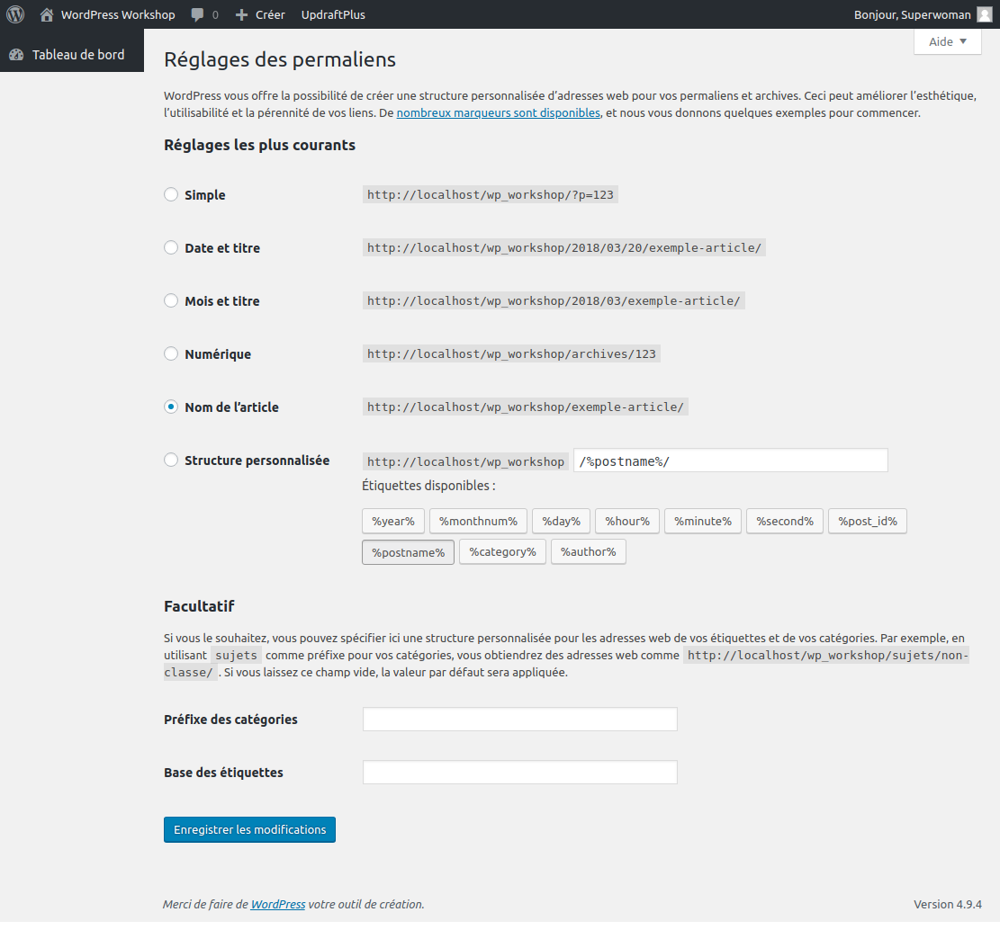 WordPress Workshop 0 Créer UpdraftPlus Bonjour, Superwoman
Tableau de bord
Aide
Réglages des permaliens
WordPress vous offre la possibilité de créer une structure personnalisée d’adresses web pour vos permaliens et archives. Ceci peut améliorer l’esthétique,
l’utilisabilité et la pérennité de vos liens. De nombreux marqueurs sont disponibles, et nous vous donnons quelques exemples pour commencer.
Réglages les plus courants
Simple http://localhost/wp_workshop/?p=123
Date et titre http://localhost/wp_workshop/2018/03/20/exemple-article/
Mois et titre http://localhost/wp_workshop/2018/03/exemple-article/
Numérique http://localhost/wp_workshop/archives/123
Nom de l’article http://localhost/wp_workshop/exemple-article/
Structure personnalisée http://localhost/wp_workshop /%postname%/
Étiquettes disponibles :
%year% %monthnum% %day% %hour% %minute% %second% %post_id%
%postname% %category% %author%
Facultatif
Si vous le souhaitez, vous pouvez spécifier ici une structure personnalisée pour les adresses web de vos étiquettes et de vos catégories. Par exemple, en
utilisant sujets comme préfixe pour vos catégories, vous obtiendrez des adresses web comme http://localhost/wp_workshop/sujets/non-
classe/ . Si vous laissez ce champ vide, la valeur par défaut sera appliquée.
Préfixe des catégories
Base des étiquettes
Enregistrer les modifications
Merci de faire de WordPress votre outil de création. Version 4.9.4